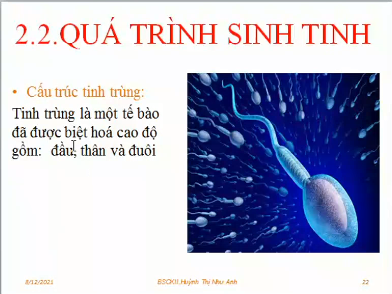 2.2.QUÁ TRÌNH SINH TINH
• Cấu trúc tinh trùng:
Tinh trùng là một tế bào
đã được biệt hoá cao độ
gồm: đầu, thân và đuôi
8/12/2021
BSCKII.Huỳnh Thị Như Anh
22